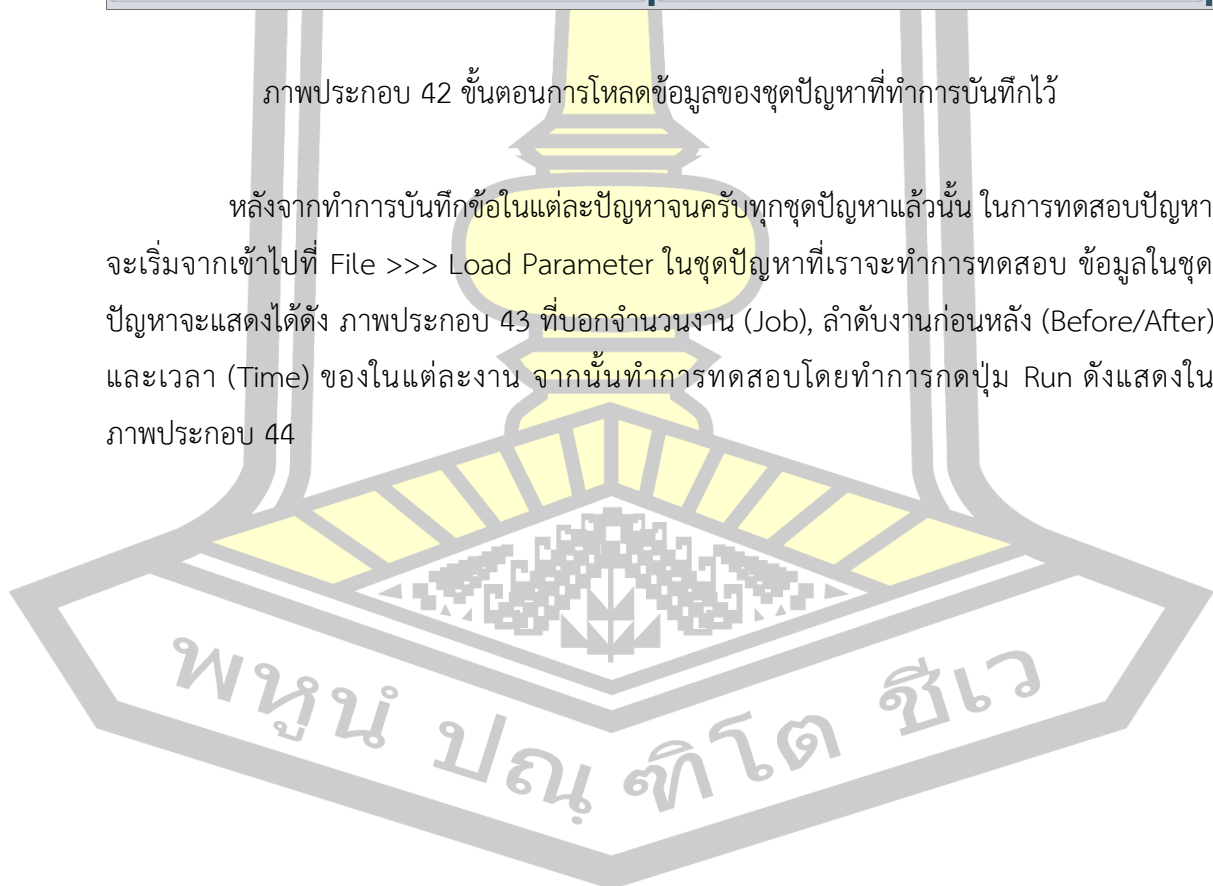 ภาพประกอบ 42 ขั้นตอนการโหลดข้อมูลของชุดปัญหาที่ทำการบันทึกไว้
หลังจากทำการบันทึกข้อในแต่ละปัญหาจนครับทุกชุดปัญหาแล้วนั้น ในการทดสอบปัญหา
จะเริ่มจากเข้าไปที่ File >>> Load Parameter ในชุดปัญหาที่เราจะทำการทดสอบ ข้อมูลในชุด
ปัญหาจะแสดงได้ดัง ภาพประกอบ 43 ที่บอกจำนวนงาน (Job), ลำดับงานก่อนหลัง (Before/After)
และเวลา (Time) ของในแต่ละงาน จากนั้นทำการทดสอบโดยทำการกดปุ่ม Run ดังแสดงใน
ภาพประกอบ 44
พหูนํ ปณฺ ฑิโต ชีเว